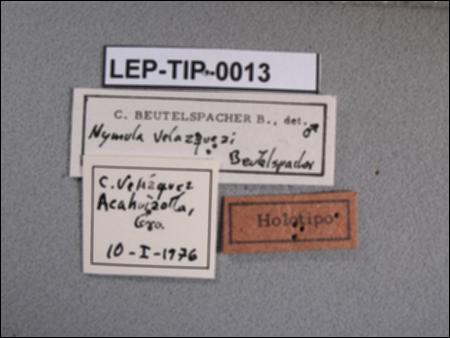 LEP-TIP-0013
C. BEUTELSPACHER B., det. ♂
Nymula velazquezi
Beutelspacher
C. Velázquez
Acahuizotla,
Gro.
10-I-1976
Holotipo